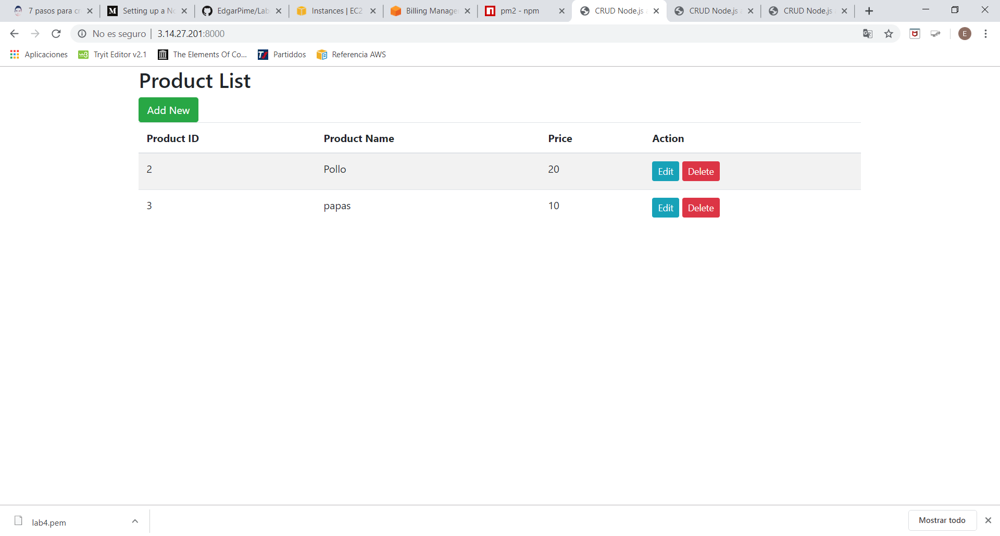 7 pasos para cr
Setting up a No
EdgarPime/Lab
Instances | EC2
Billing Manage
pm2 - npm
CRUD Node.js
CRUD Node.js
CRUD Node.js
No es seguro | 3.14.27.201:8000
E
Aplicaciones
Tryit Editor v2.1
The Elements Of Co...
Partiddos
Referencia AWS
Product List
Add New
Product ID Product Name Price Action
2 Pollo 20 Edit Delete
3 papas 10 Edit Delete
lab4.pem
Mostrar todo